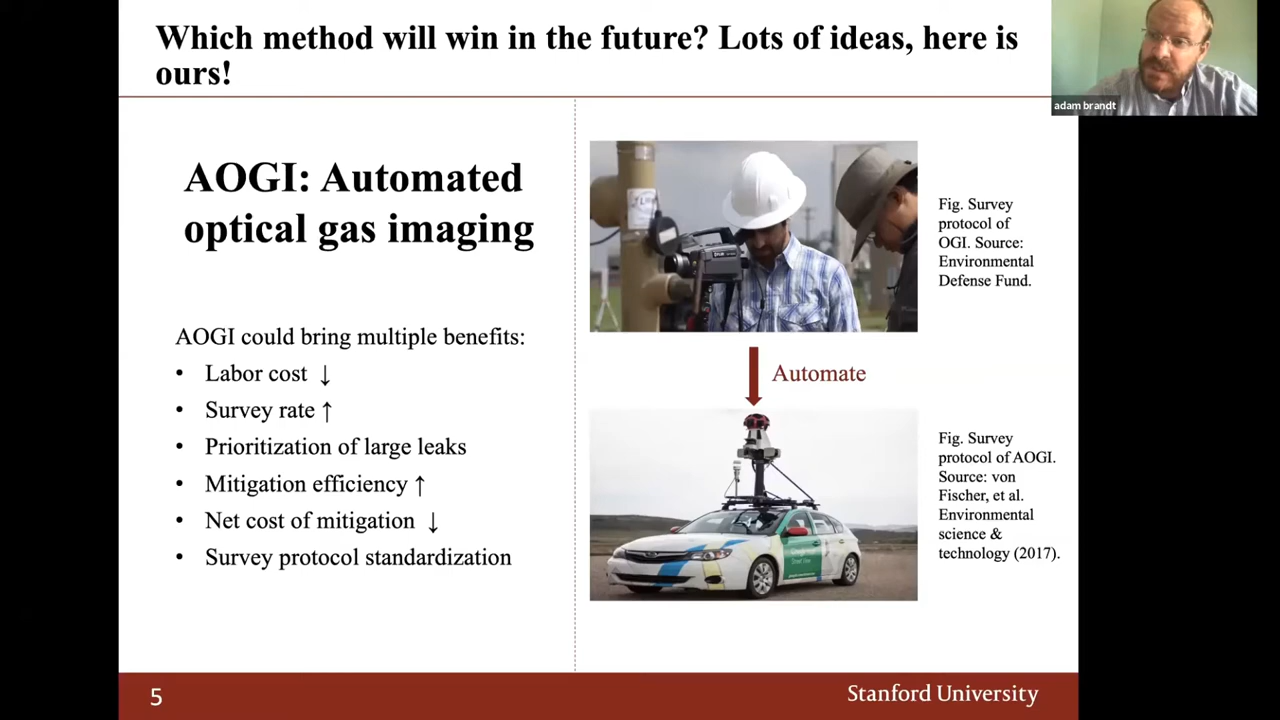 Which method will win in the future? Lots of ideas, here is
ours!
adam brandt
AOGI: Automated
optical gas imaging
AOGI could bring multiple benefits:
• Labor cost ↓
• Survey rate ↑
• Prioritization of large leaks
• Mitigation efficiency ↑
• Net cost of mitigation ↓
• Survey protocol standardization
Fig. Survey
protocol of
OGI. Source:
Environmental
Defense Fund.
Automate
Fig. Survey
protocol of AOGI.
Source: von
Fischer, et al.
Environmental
science &
technology (2017).
5
Stanford University